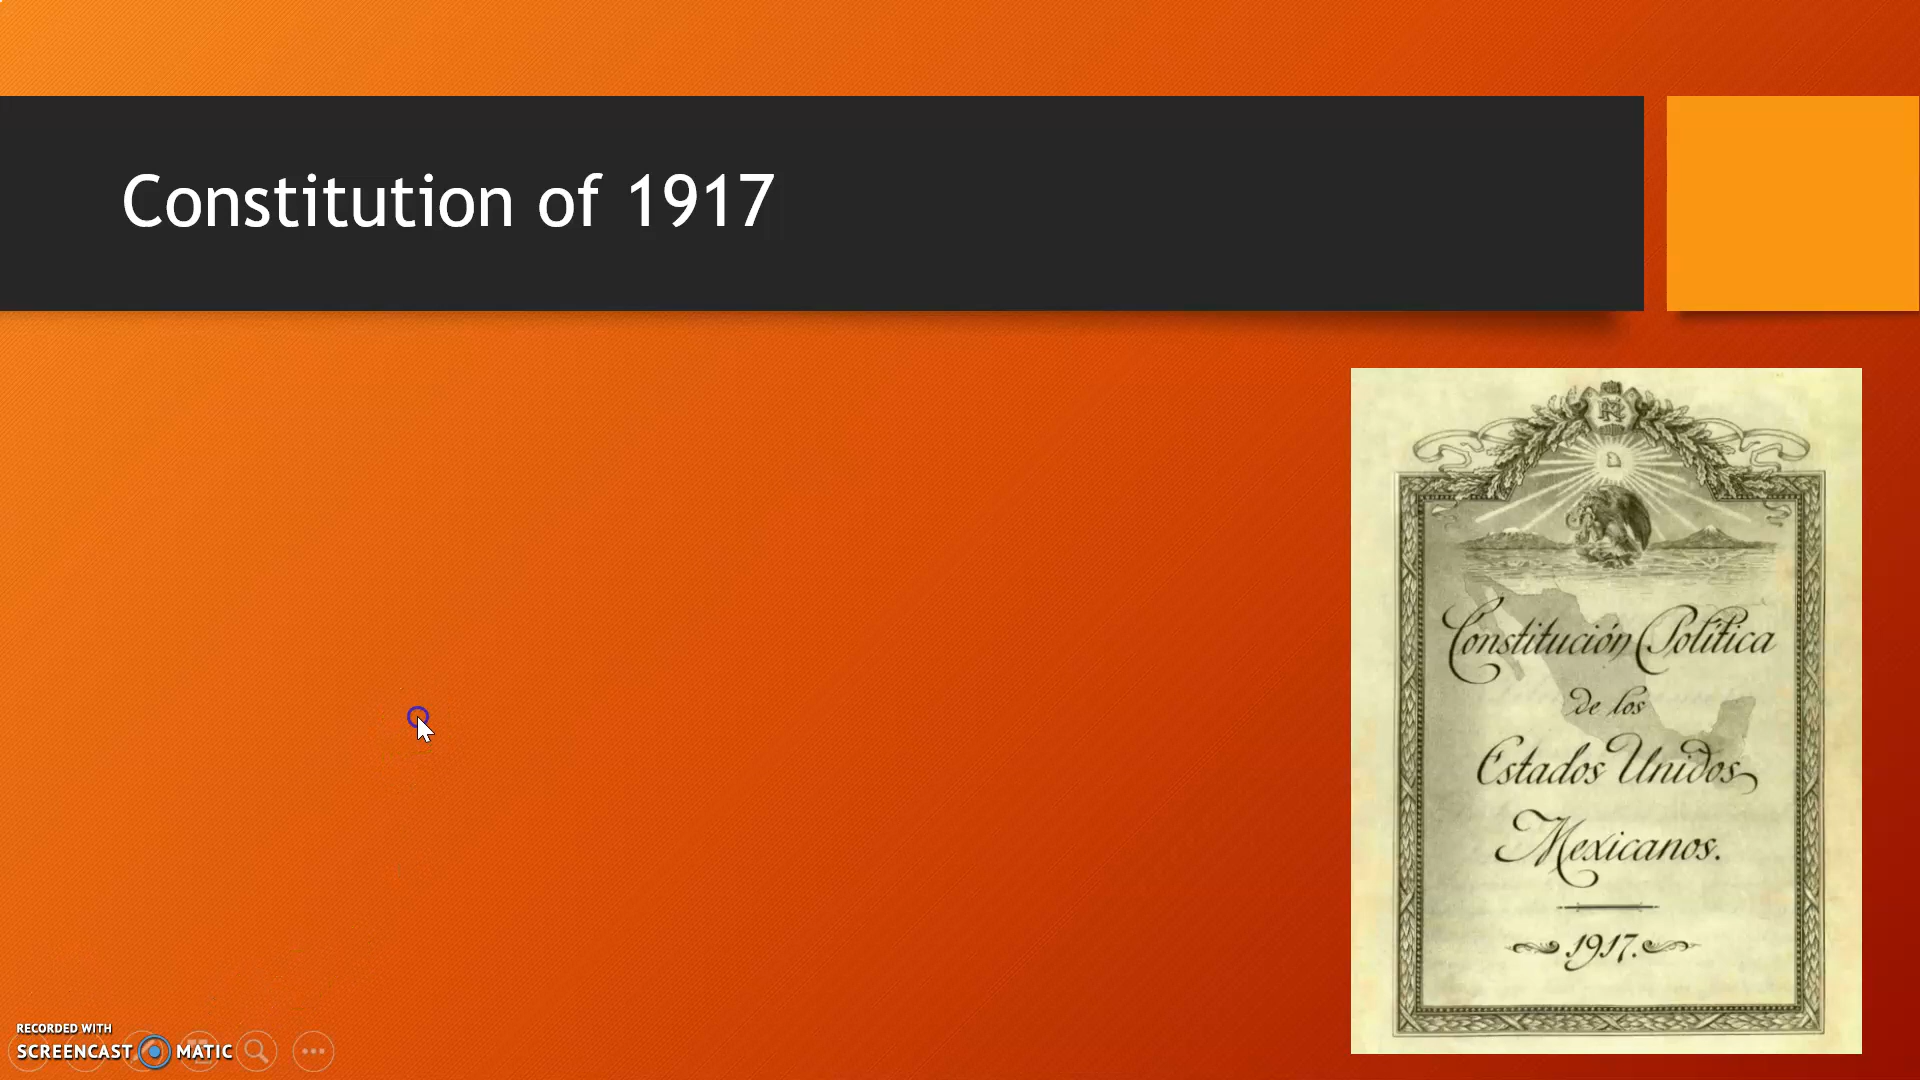 Constitution of 1917
Constitución Política
de los
Estados Unidos
Mexicanos.
1917.
RECORDED WITH
SCREENCAST MATIC